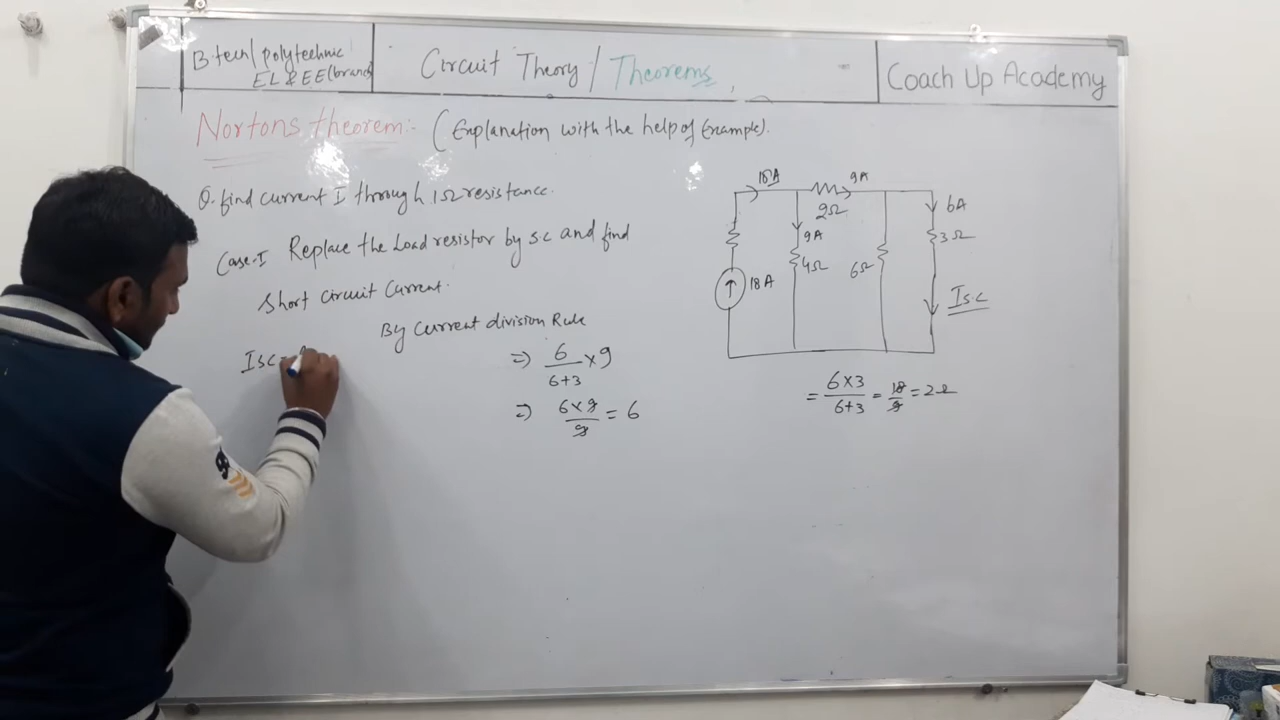 B.tech/polytechnic
EL & EE(branch
Circuit Theory / Theorems,
Coach Up Academy
Nortons theorem:- (Explanation with the help of Example).
Q. find current I through 1Ω resistance.
Case-I Replace the Load resistor by s.c and find
short circuit current.
By current division Rule
Isc =
⇒ 6/6+3 × 9
⇒ 6×9/9 = 6
18A
9A
2Ω
6A
9A
3Ω
4Ω
6Ω
18A
Isc
= 6×3/6+3 = 18/9 = 2Ω